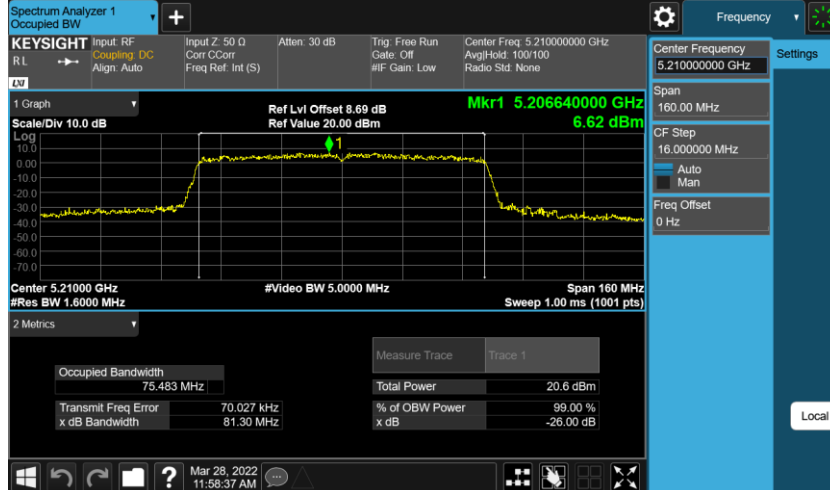 Spectrum Analyzer 1
Occupied BW
+
Frequency
KEYSIGHT
R L
LXI
Input: RF
Coupling: DC
Align: Auto
Input Z: 50 Ω
Corr CCorr
Freq Ref: Int (S)
Atten: 30 dB
Trig: Free Run
Gate: Off
#IF Gain: Low
Center Freq: 5.210000000 GHz
Avg|Hold: 100/100
Radio Std: None
Center Frequency
5.210000000 GHz
Settings
Span
160.00 MHz
CF Step
16.000000 MHz
Auto
Man
Freq Offset
0 Hz
Local
1 Graph
Scale/Div 10.0 dB
Ref Lvl Offset 8.69 dB
Ref Value 20.00 dBm
Mkr1 5.206640000 GHz
6.62 dBm
Log
10.0
0.00
-10.0
-20.0
-30.0
-40.0
-50.0
-60.0
-70.0
1
Center 5.21000 GHz
#Res BW 1.6000 MHz
#Video BW 5.0000 MHz
Span 160 MHz
Sweep 1.00 ms (1001 pts)
2 Metrics
Measure Trace
Trace 1
Occupied Bandwidth
75.483 MHz
Total Power
20.6 dBm
Transmit Freq Error
70.027 kHz
% of OBW Power
99.00 %
x dB Bandwidth
81.30 MHz
x dB
-26.00 dB
?
Mar 28, 2022
11:58:37 AM